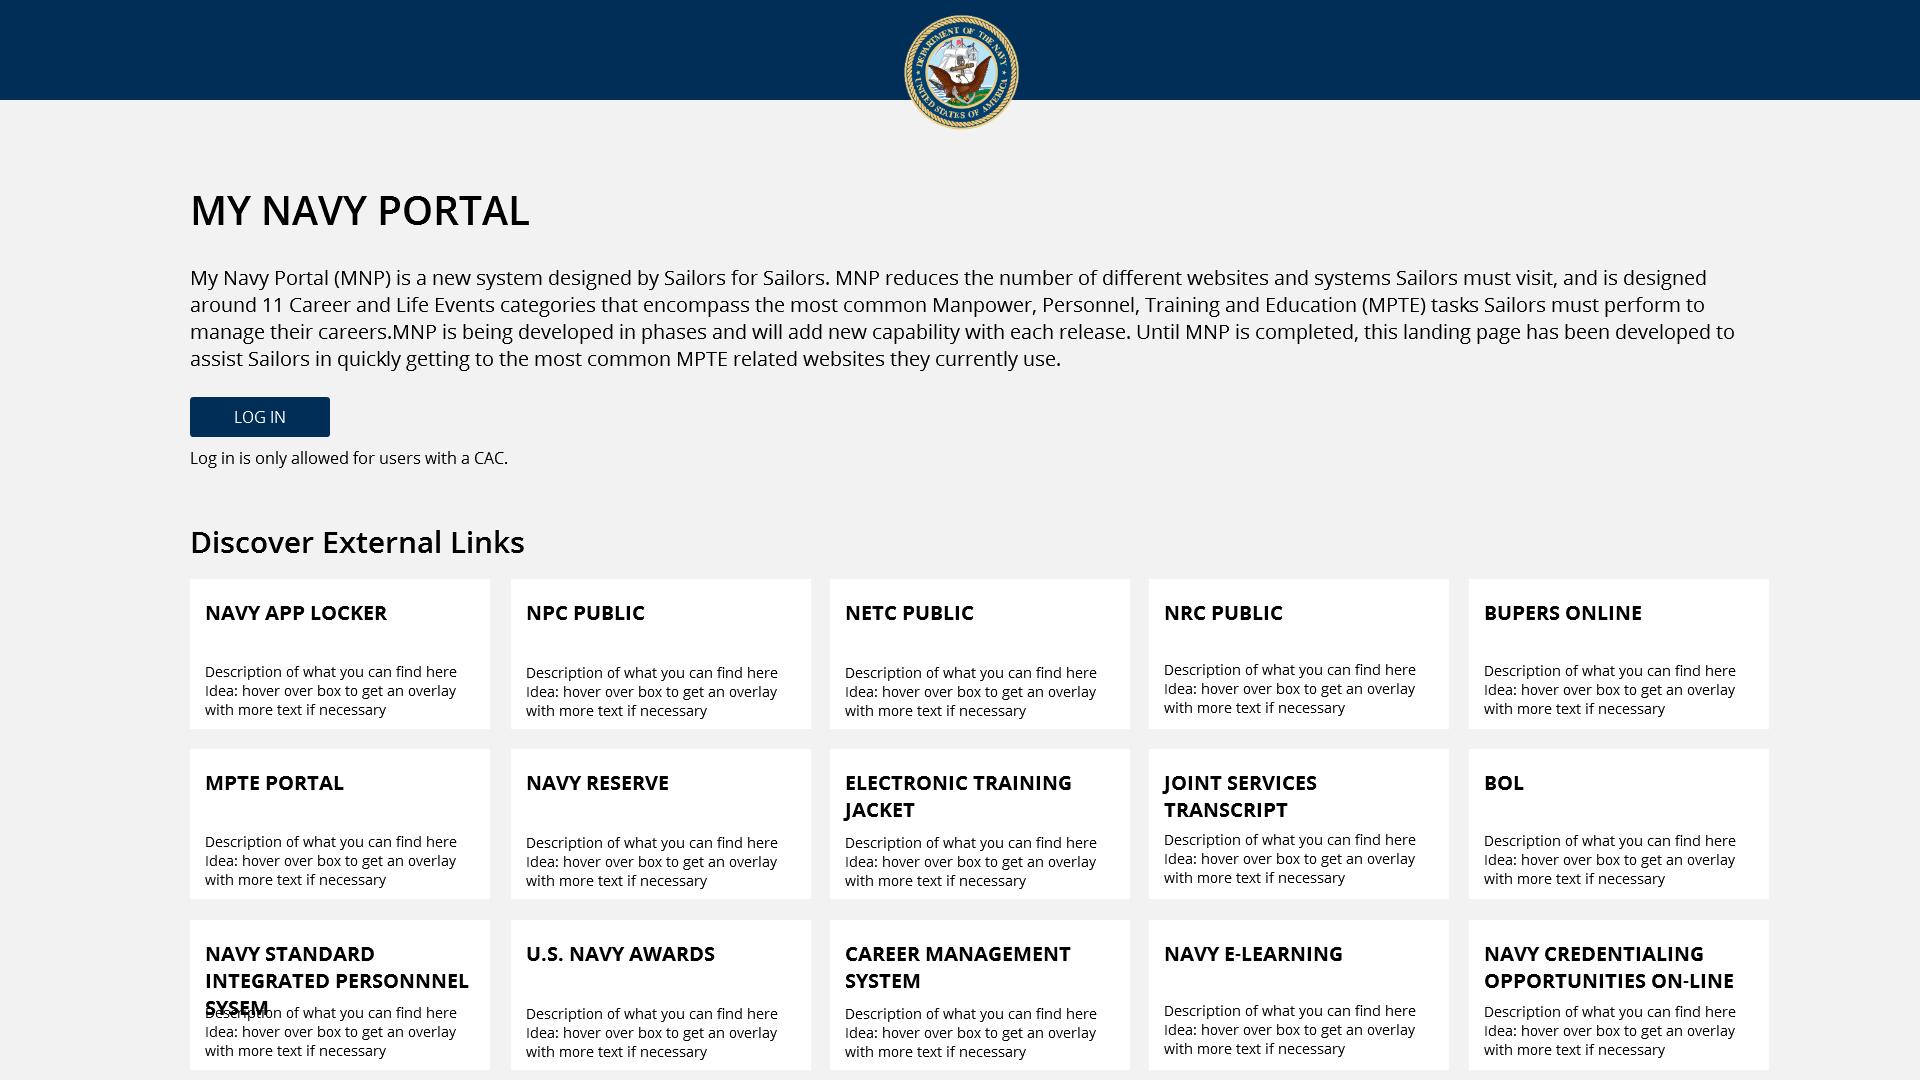 DEPARTMENT OF THE NAVY
UNITED STATES OF AMERICA
MY NAVY PORTAL
My Navy Portal (MNP) is a new system designed by Sailors for Sailors. MNP reduces the number of different websites and systems Sailors must visit, and is designed
around 11 Career and Life Events categories that encompass the most common Manpower, Personnel, Training and Education (MPTE) tasks Sailors must perform to
manage their careers.MNP is being developed in phases and will add new capability with each release. Until MNP is completed, this landing page has been developed to
assist Sailors in quickly getting to the most common MPTE related websites they currently use.
LOG IN
Log in is only allowed for users with a CAC.
Discover External Links
NAVY APP LOCKER
Description of what you can find here
Idea: hover over box to get an overlay
with more text if necessary
NPC PUBLIC
Description of what you can find here
Idea: hover over box to get an overlay
with more text if necessary
NETC PUBLIC
Description of what you can find here
Idea: hover over box to get an overlay
with more text if necessary
NRC PUBLIC
Description of what you can find here
Idea: hover over box to get an overlay
with more text if necessary
BUPERS ONLINE
Description of what you can find here
Idea: hover over box to get an overlay
with more text if necessary
MPTE PORTAL
Description of what you can find here
Idea: hover over box to get an overlay
with more text if necessary
NAVY RESERVE
Description of what you can find here
Idea: hover over box to get an overlay
with more text if necessary
ELECTRONIC TRAINING
JACKET
Description of what you can find here
Idea: hover over box to get an overlay
with more text if necessary
JOINT SERVICES
TRANSCRIPT
Description of what you can find here
Idea: hover over box to get an overlay
with more text if necessary
BOL
Description of what you can find here
Idea: hover over box to get an overlay
with more text if necessary
NAVY STANDARD
INTEGRATED PERSONNNEL
SYSEM
Description of what you can find here
Idea: hover over box to get an overlay
with more text if necessary
U.S. NAVY AWARDS
Description of what you can find here
Idea: hover over box to get an overlay
with more text if necessary
CAREER MANAGEMENT
SYSTEM
Description of what you can find here
Idea: hover over box to get an overlay
with more text if necessary
NAVY E-LEARNING
Description of what you can find here
Idea: hover over box to get an overlay
with more text if necessary
NAVY CREDENTIALING
OPPORTUNITIES ON-LINE
Description of what you can find here
Idea: hover over box to get an overlay
with more text if necessary